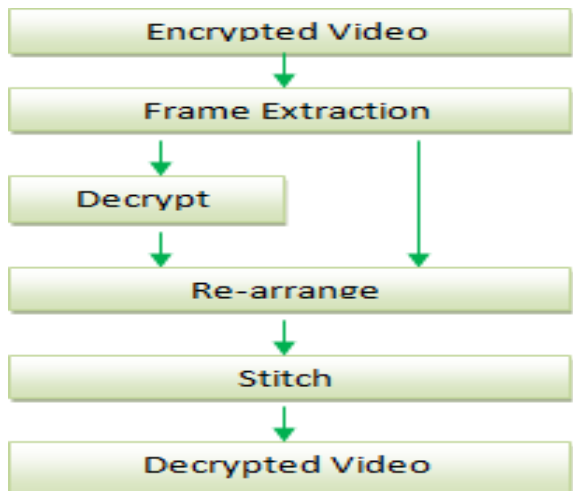 Encrypted Video
Frame Extraction
Decrypt
Re-arrange
Stitch
Decrypted Video